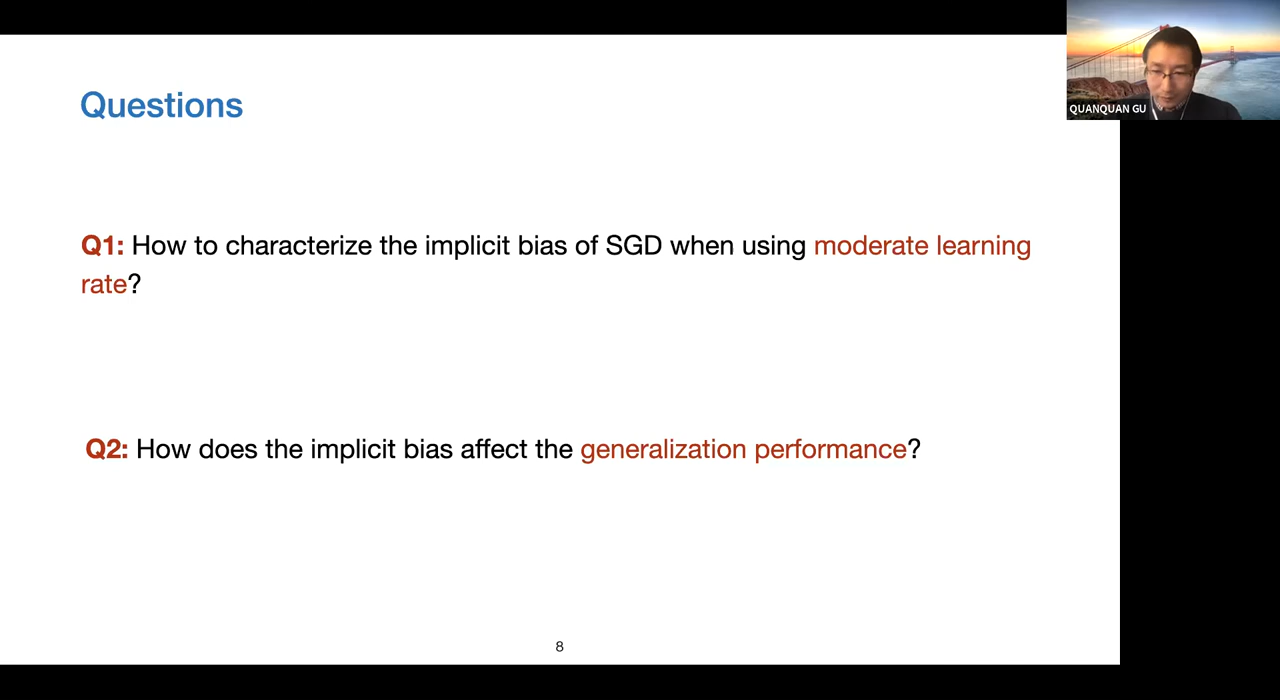 QUANQUAN GU
Questions
Q1: How to characterize the implicit bias of SGD when using moderate learning
rate?
Q2: How does the implicit bias affect the generalization performance?
8